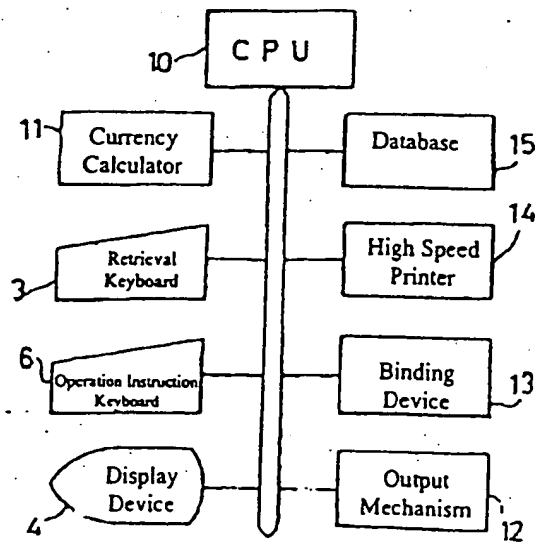 10
CPU
11
Currency
Calculator
Database
15
3
Retrieval
Keyboard
High Speed
Printer
14
6
Operation Instruction
Keyboard
Binding
Device
13
4
Display
Device
Output
Mechanism
12